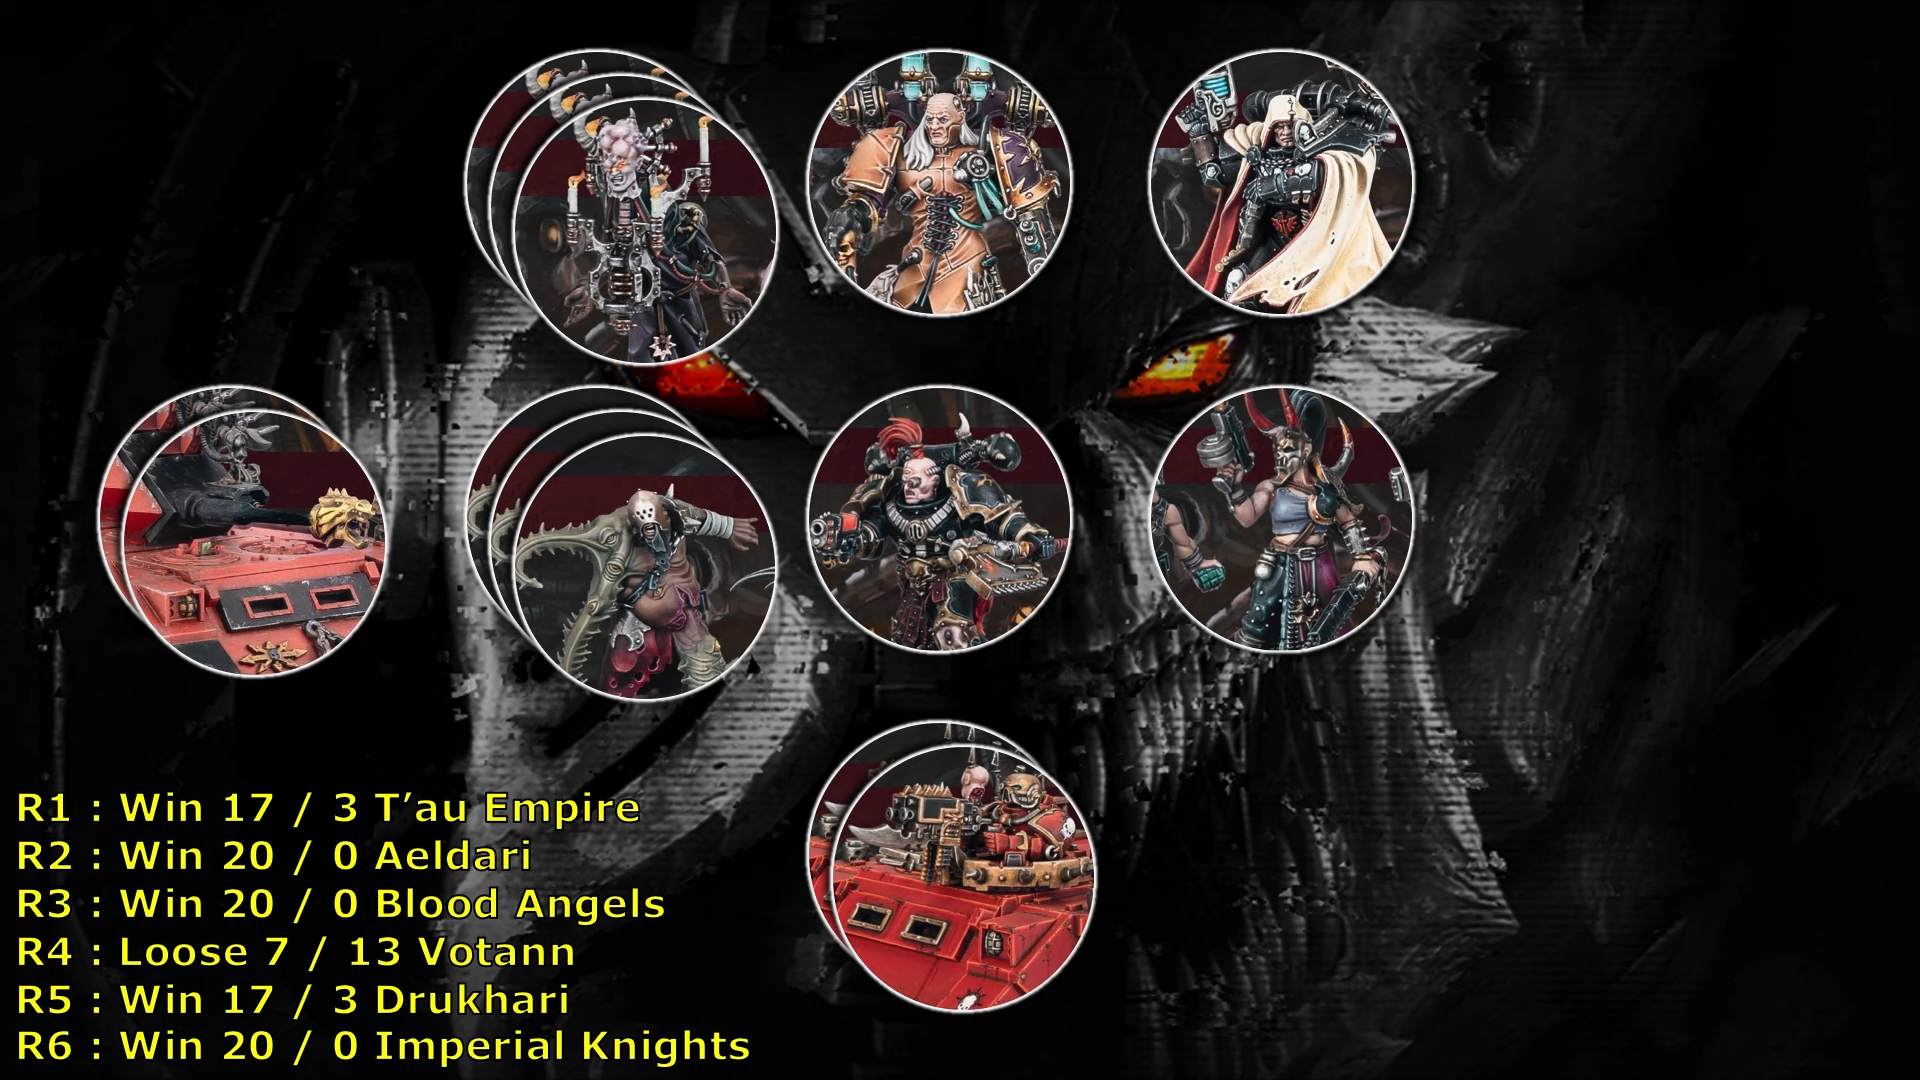 R1 : Win 17 / 3 T’au Empire
R2 : Win 20 / 0 Aeldari
R3 : Win 20 / 0 Blood Angels
R4 : Loose 7 / 13 Votann
R5 : Win 17 / 3 Drukhari
R6 : Win 20 / 0 Imperial Knights